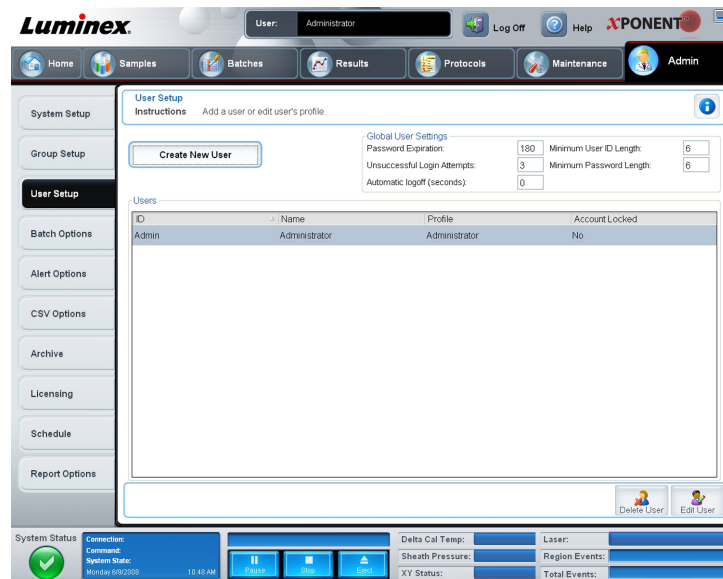 Luminex.
User: Administrator
Log Off
Help
XPONENT
Home
Samples
Batches
Results
Protocols
Maintenance
Admin
System Setup
Group Setup
User Setup
Batch Options
Alert Options
CSV Options
Archive
Licensing
Schedule
Report Options
User Setup
Instructions Add a user or edit user's profile.
Create New User
Global User Settings
Password Expiration: 180 Minimum User ID Length: 6
Unsuccessful Login Attempts: 3 Minimum Password Length: 6
Automatic logoff (seconds): 0
Users
ID Name Profile Account Locked
Admin Administrator Administrator No
Delete User
Edit User
System Status
Connection:
Command:
System State:
Monday 6/9/2008 10:48 AM
Pause
Stop
Eject
Delta Cal Temp:
Sheath Pressure:
XY Status:
Laser:
Region Events:
Total Events: